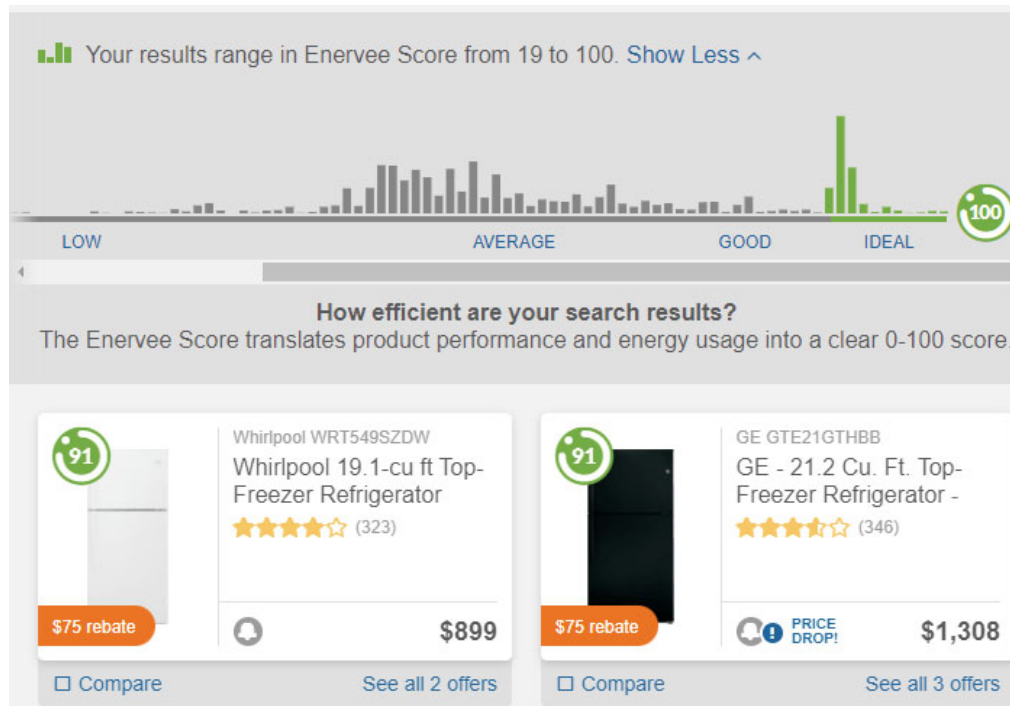 Your results range in Enervee Score from 19 to 100. Show Less
100
LOW AVERAGE GOOD IDEAL
How efficient are your search results?
The Enervee Score translates product performance and energy usage into a clear 0-100 score.
91
Whirlpool WRT549SZDW
Whirlpool 19.1-cu ft Top-
Freezer Refrigerator
(323)
$75 rebate
$899
Compare
See all 2 offers
91
GE GTE21GTHBB
GE - 21.2 Cu. Ft. Top-
Freezer Refrigerator -
(346)
$75 rebate
PRICE
DROP!
$1,308
Compare
See all 3 offers